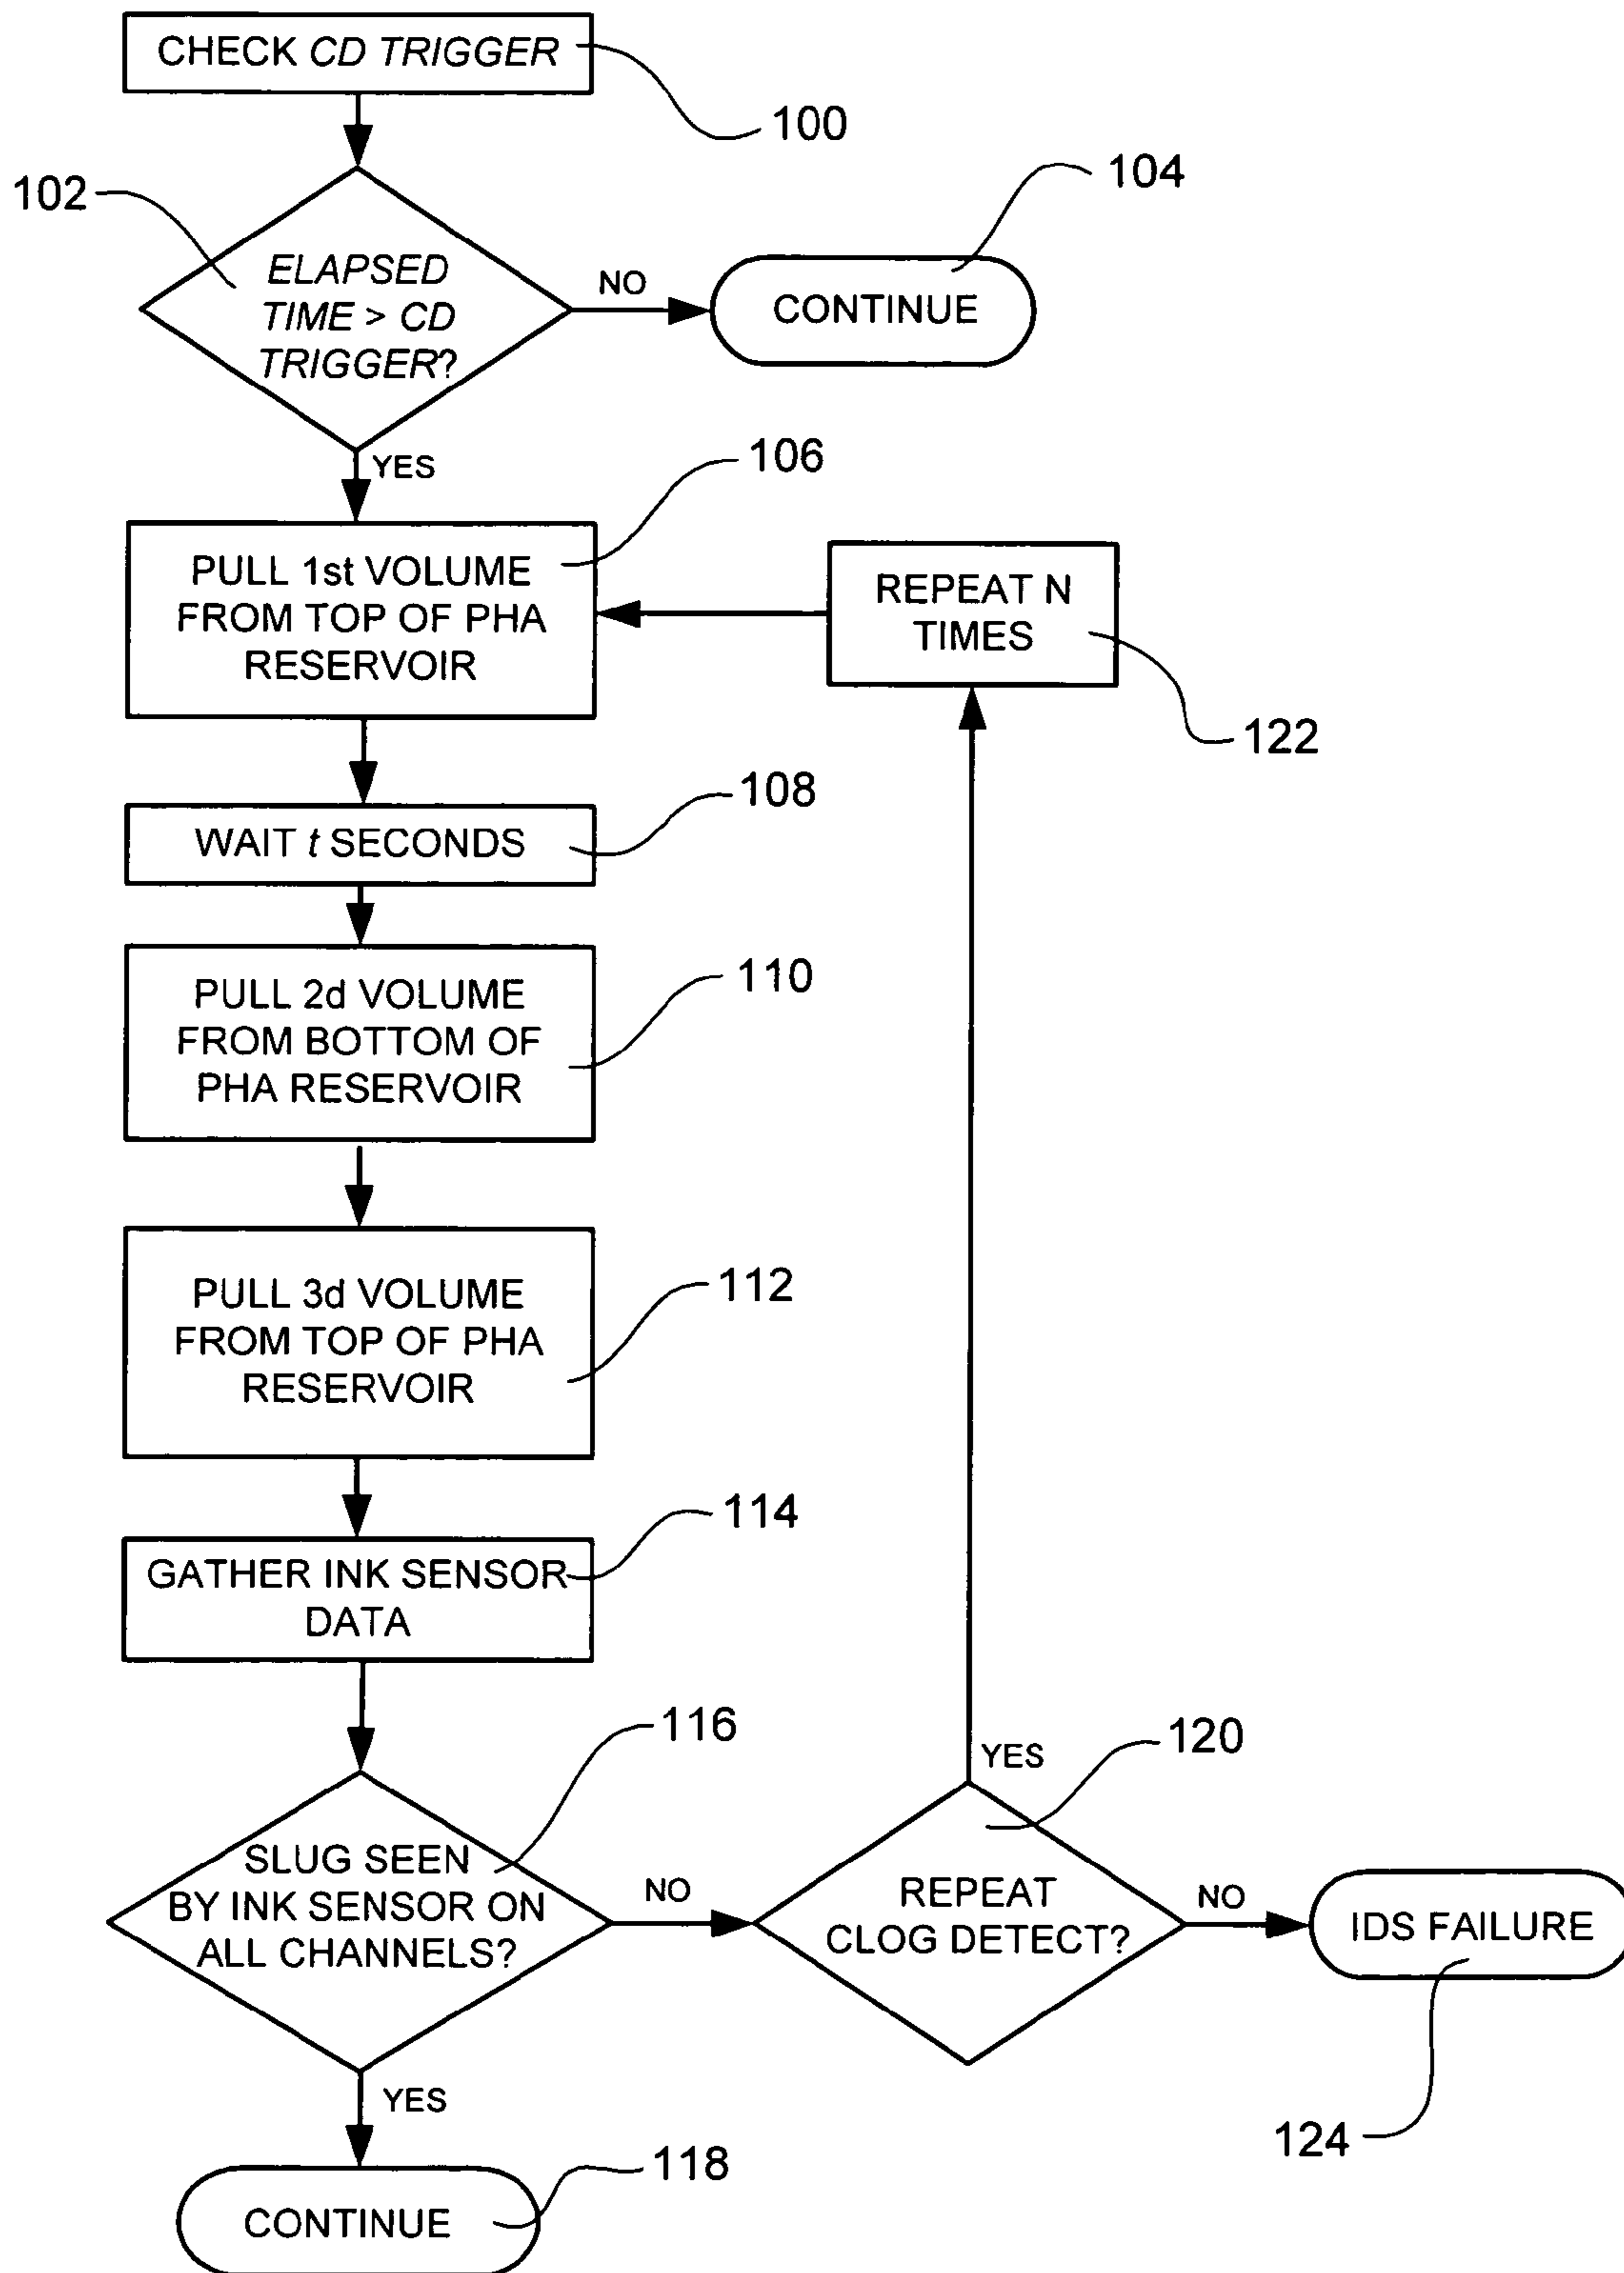 CHECK CD TRIGGER
100
102
ELAPSED
TIME > CD
TRIGGER?
NO
104
CONTINUE
YES
106
PULL 1st VOLUME
FROM TOP OF PHA
RESERVOIR
REPEAT N
TIMES
122
108
WAIT t SECONDS
110
PULL 2d VOLUME
FROM BOTTOM OF
PHA RESERVOIR
112
PULL 3d VOLUME
FROM TOP OF PHA
RESERVOIR
114
GATHER INK SENSOR
DATA
116
SLUG SEEN
BY INK SENSOR ON
ALL CHANNELS?
NO
YES
120
REPEAT
CLOG DETECT?
NO
IDS FAILURE
124
YES
118
CONTINUE